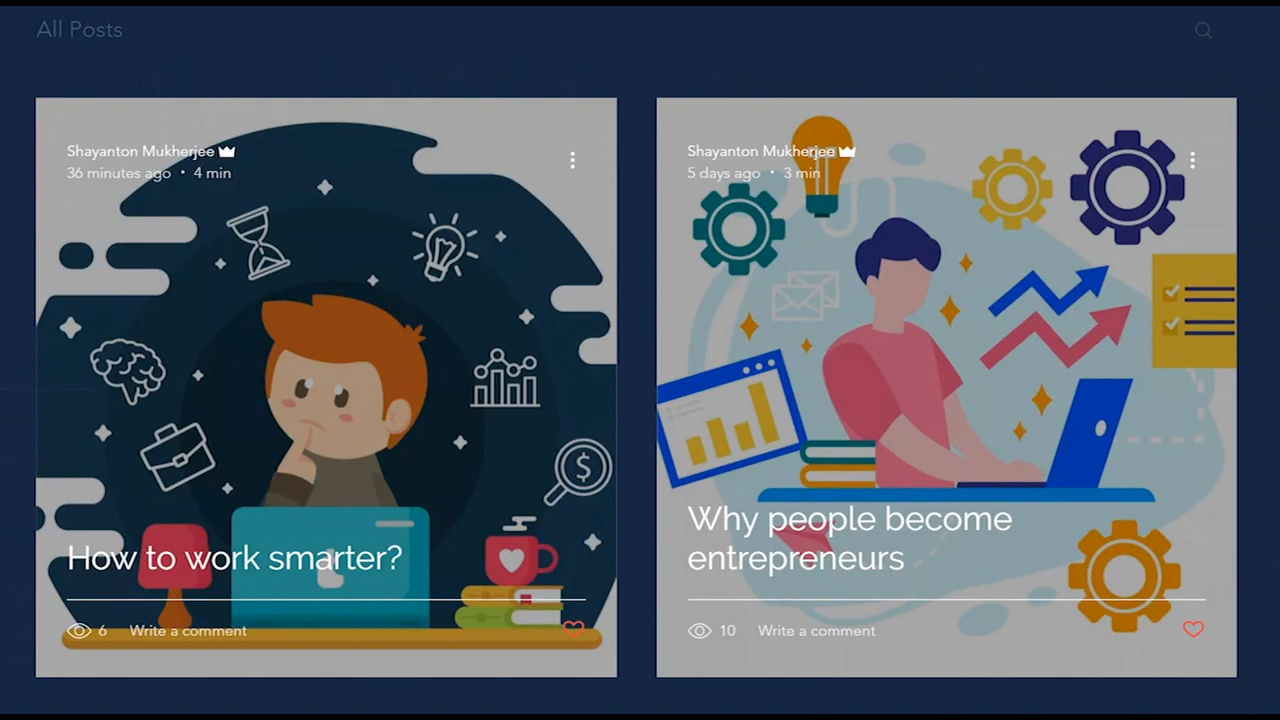 All Posts
Shayanton Mukherjee
36 minutes ago • 4 min
How to work smarter?
6 Write a comment
Shayanton Mukherjee
5 days ago • 3 min
Why people become
entrepreneurs
10 Write a comment